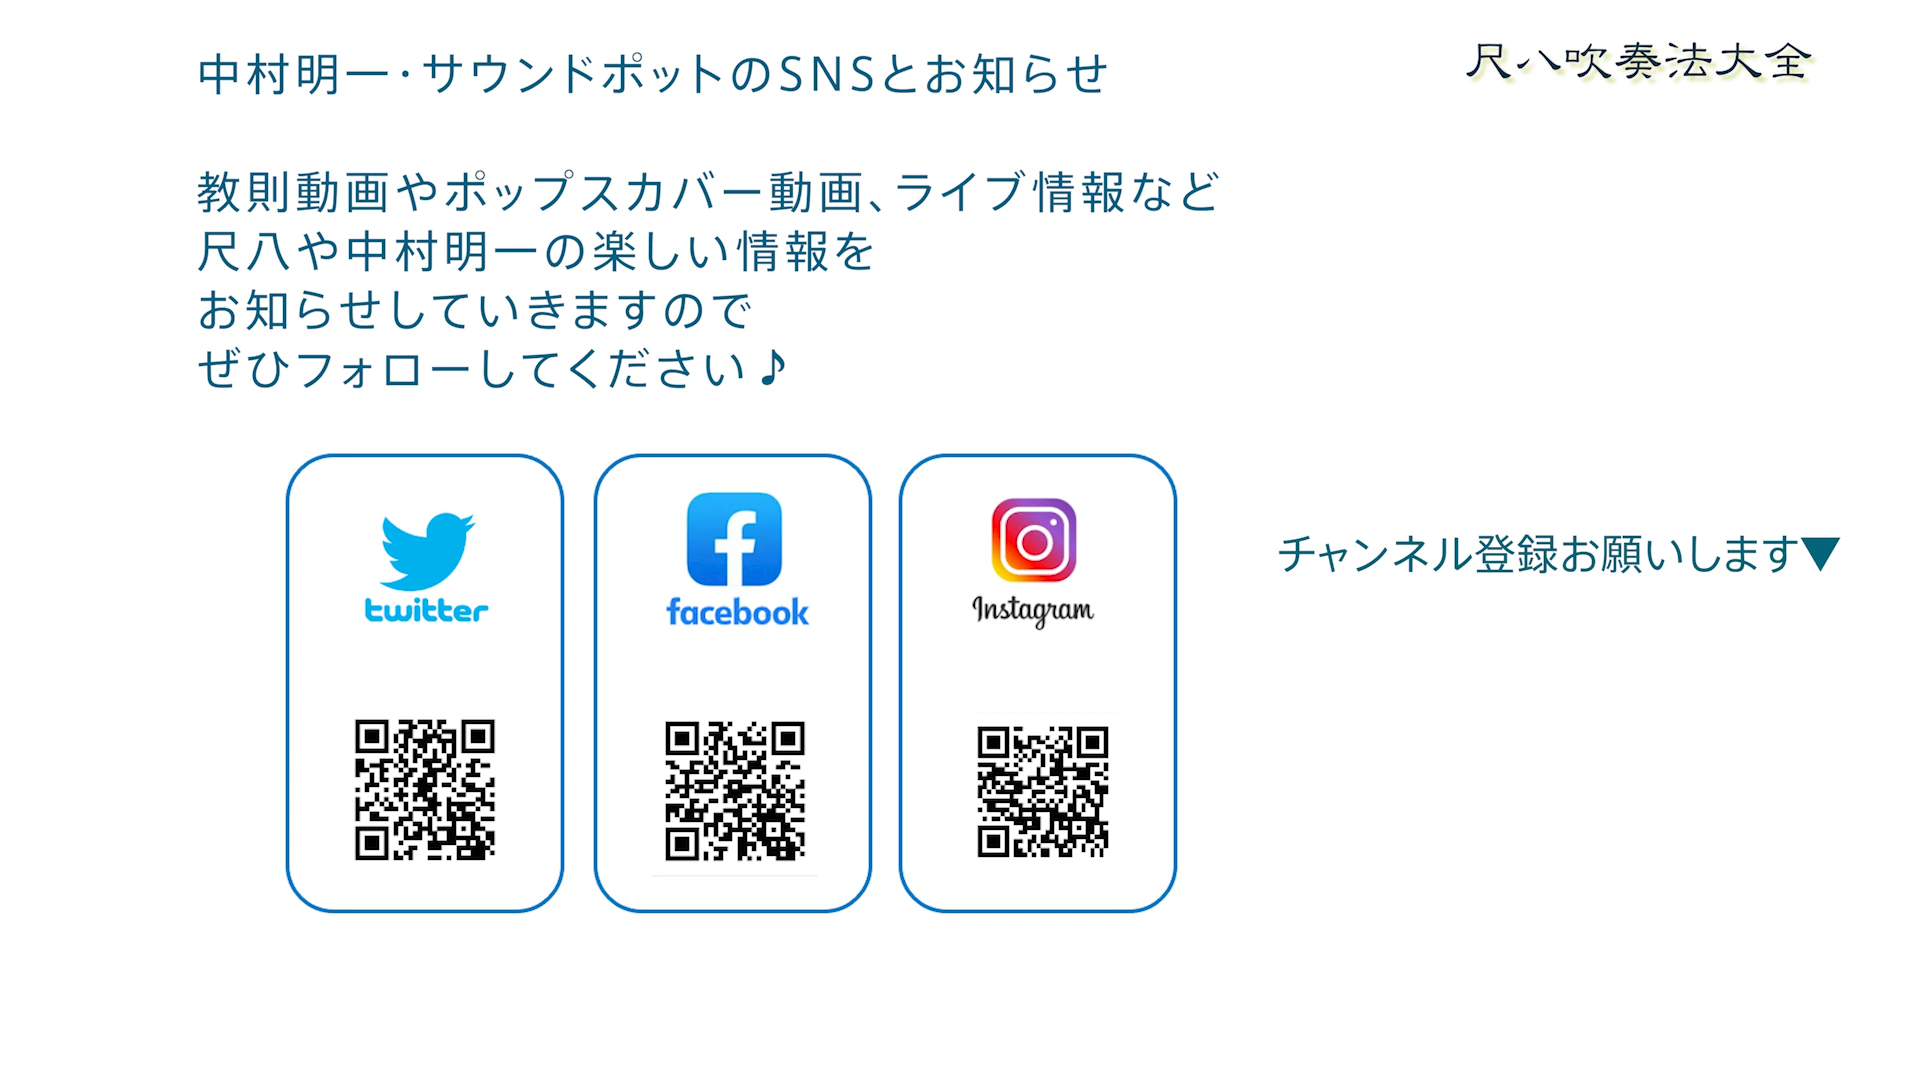 中村明一・サウンドポットのSNSとお知らせ
尺八吹奏法大全
教則動画やポップスカバー動画、ライブ情報など
尺八や中村明一の楽しい情報を
お知らせしていきますので
ぜひフォローしてください♪
twitter
facebook
Instagram
チャンネル登録お願いします▼